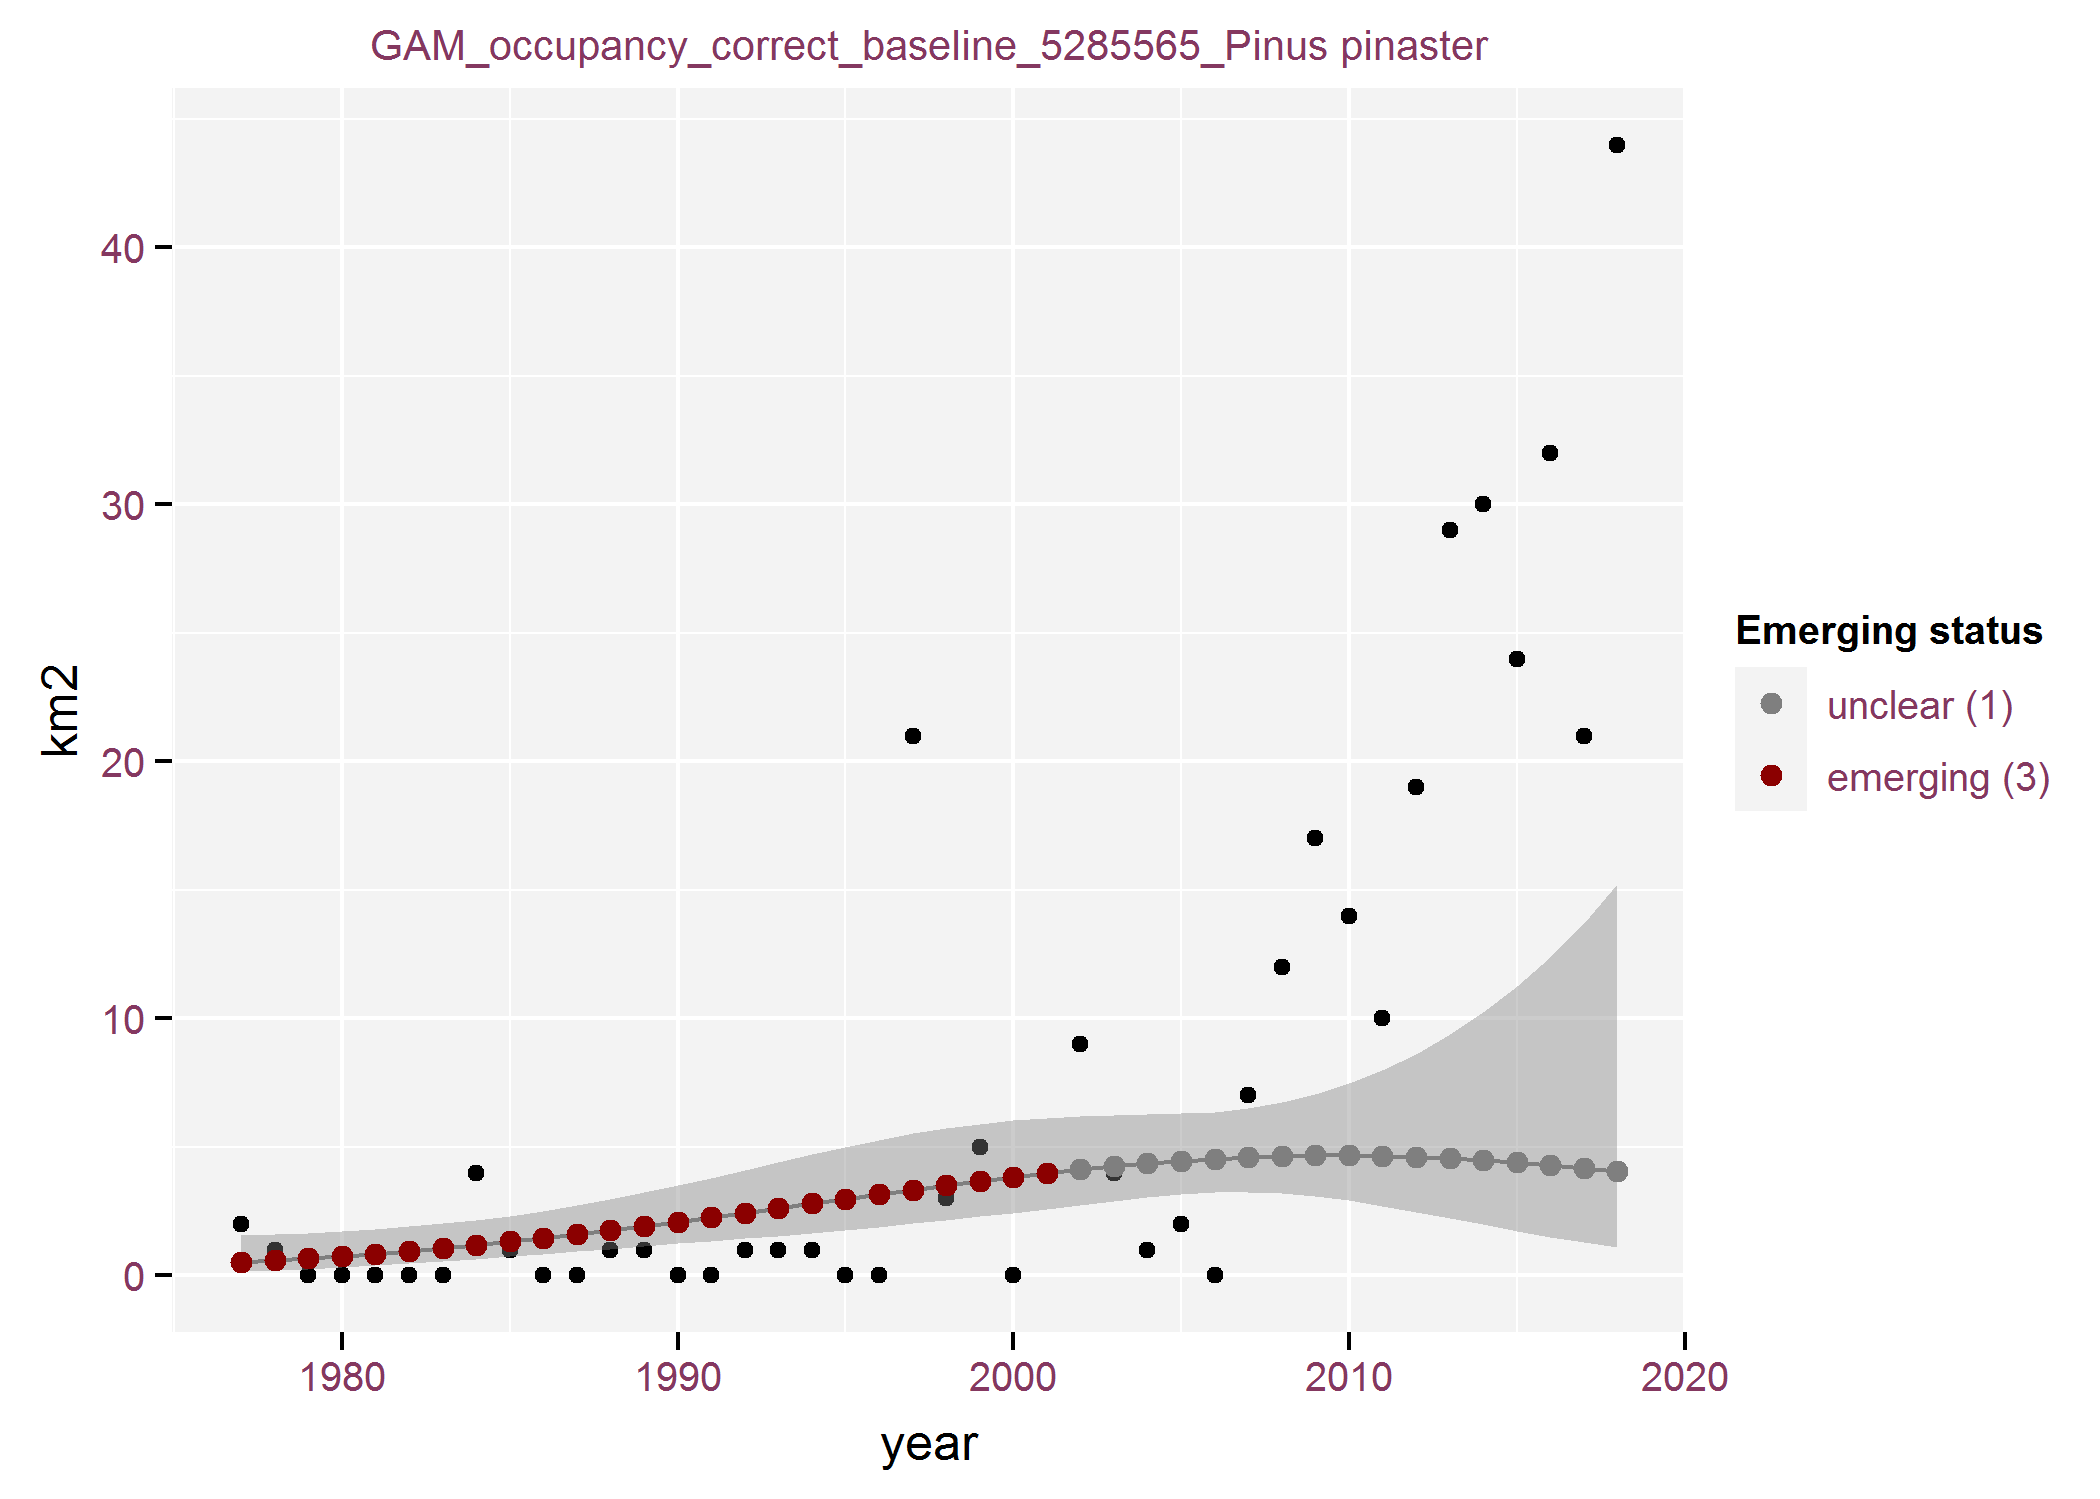 GAM_occupancy_correct_baseline_5285565_Pinus pinaster
km2
40
30
20
10
0
1980 1990 2000 2010 2020
year
Emerging status
unclear (1)
emerging (3)